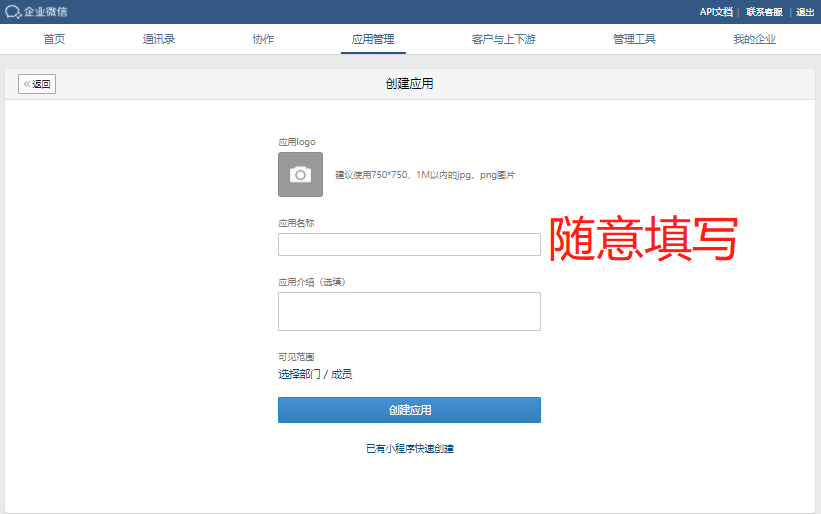 企业微信
API文档 | 联系客服 | 退出
首页 通讯录 协作 应用管理 客户与上下游 管理工具 我的企业
«返回
创建应用
应用logo
建议使用750*750，1M以内的jpg、png图片
应用名称
随意填写
应用介绍（选填）
可见范围
选择部门 / 成员
创建应用
已有小程序快速创建